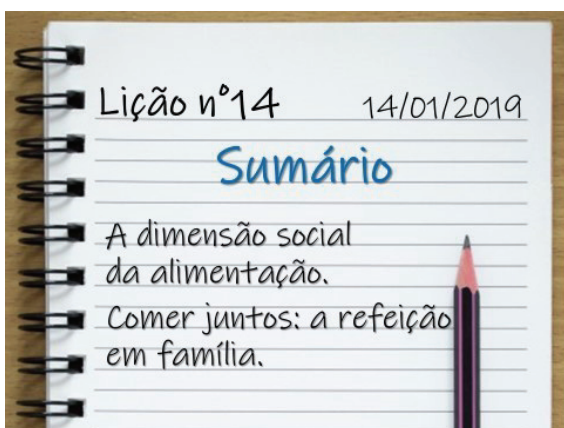 Lição nº14 14/01/2019
Sumário
A dimensão social
da alimentação.
Comer juntos: a refeição
em família.